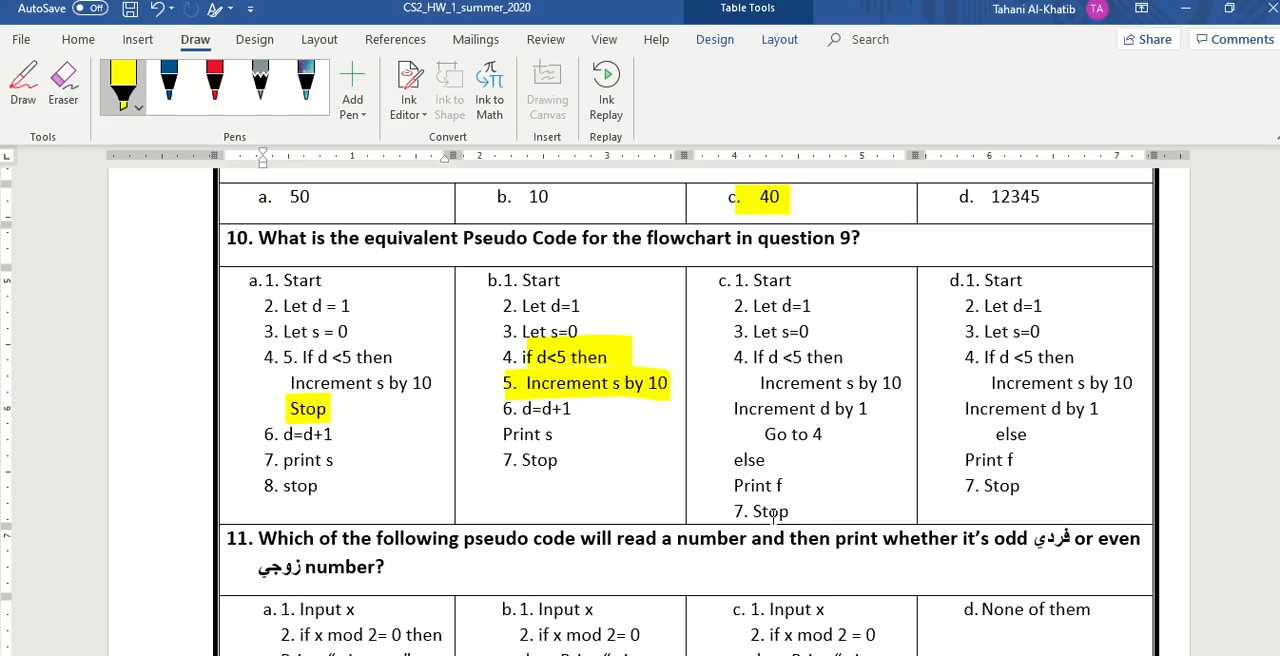 AutoSave Off CS2_HW_1_summer_2020 Table Tools Tahani Al-Khatib TA
File Home Insert Draw Design Layout References Mailings Review View Help Design Layout Search Share Comments
Draw Eraser Add Pen Ink Editor Ink to Shape Ink to Math Drawing Canvas Ink Replay
Tools Pens Convert Insert Replay
1 2 3 4 5 6 7
a. 50 b. 10 c. 40 d. 12345
10. What is the equivalent Pseudo Code for the flowchart in question 9?
a. 1. Start
2. Let d = 1
3. Let s = 0
4. 5. If d <5 then
Increment s by 10
Stop
6. d=d+1
7. print s
8. stop
b. 1. Start
2. Let d=1
3. Let s=0
4. if d<5 then
5. Increment s by 10
6. d=d+1
Print s
7. Stop
c. 1. Start
2. Let d=1
3. Let s=0
4. If d <5 then
Increment s by 10
Increment d by 1
Go to 4
else
Print f
7. Stop
d. 1. Start
2. Let d=1
3. Let s=0
4. If d <5 then
Increment s by 10
Increment d by 1
else
Print f
7. Stop
11. Which of the following pseudo code will read a number and then print whether it's odd فردي or even
زوجي number?
a. 1. Input x
2. if x mod 2= 0 then
b. 1. Input x
2. if x mod 2= 0
c. 1. Input x
2. if x mod 2 = 0
d. None of them